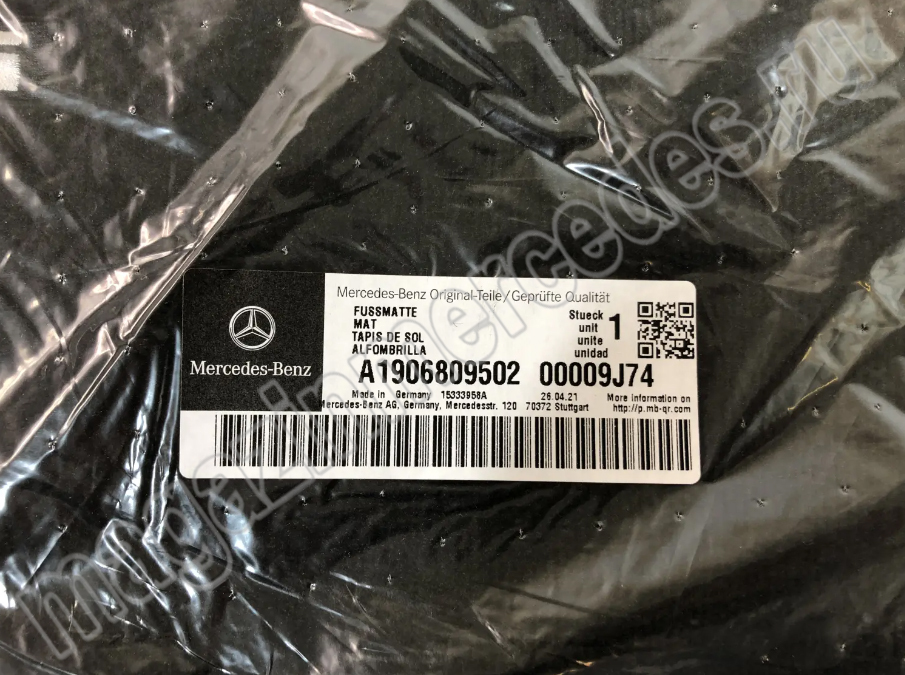 Mercedes-Benz
Mercedes-Benz Original-Teile/Geprüfte Qualität
FUSSMATTE
MAT
TAPIS DE SOL
ALFOMBRILLA
Stueck
unit
unite
unidad
1
A1906809502 00009J74
Made in Germany 15333958A 26.04.21
Mercedes-Benz AG, Germany, Mercedesstr. 120 70372 Stuttgart
More information on
http://p.mb-qr.com
magazinmercedes.ru